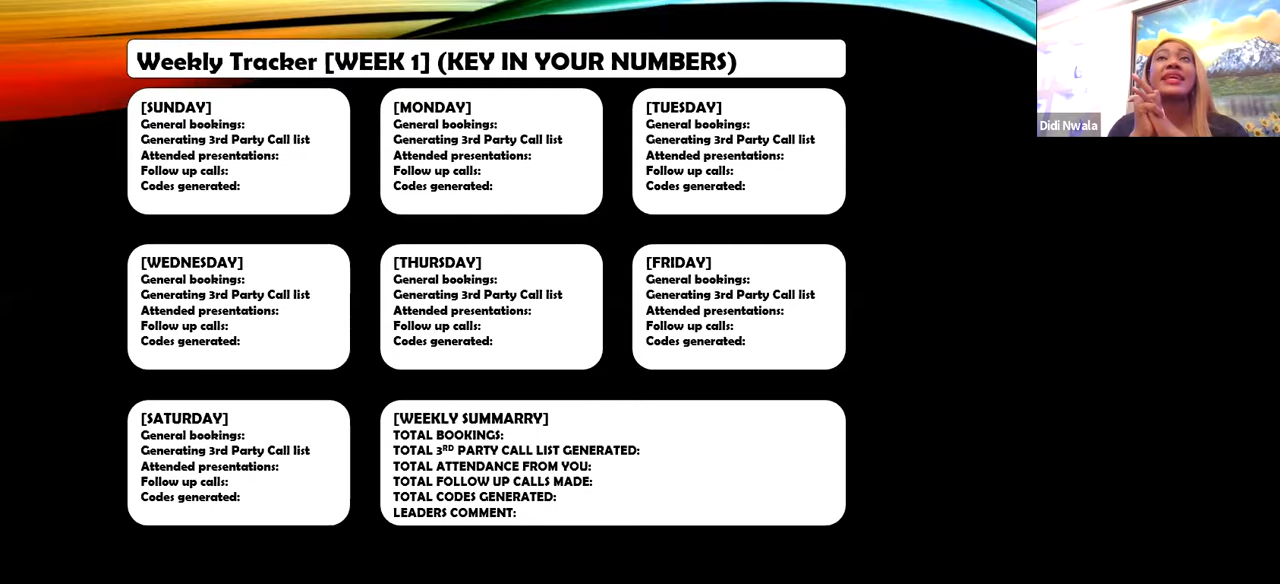 Weekly Tracker [WEEK 1] (KEY IN YOUR NUMBERS)
[SUNDAY]
General bookings:
Generating 3rd Party Call list
Attended presentations:
Follow up calls:
Codes generated:
[MONDAY]
General bookings:
Generating 3rd Party Call list
Attended presentations:
Follow up calls:
Codes generated:
[TUESDAY]
General bookings:
Generating 3rd Party Call list
Attended presentations:
Follow up calls:
Codes generated:
[WEDNESDAY]
General bookings:
Generating 3rd Party Call list
Attended presentations:
Follow up calls:
Codes generated:
[THURSDAY]
General bookings:
Generating 3rd Party Call list
Attended presentations:
Follow up calls:
Codes generated:
[FRIDAY]
General bookings:
Generating 3rd Party Call list
Attended presentations:
Follow up calls:
Codes generated:
[SATURDAY]
General bookings:
Generating 3rd Party Call list
Attended presentations:
Follow up calls:
Codes generated:
[WEEKLY SUMMARRY]
TOTAL BOOKINGS:
TOTAL 3RD PARTY CALL LIST GENERATED:
TOTAL ATTENDANCE FROM YOU:
TOTAL FOLLOW UP CALLS MADE:
TOTAL CODES GENERATED:
LEADERS COMMENT:
Didi Nwala